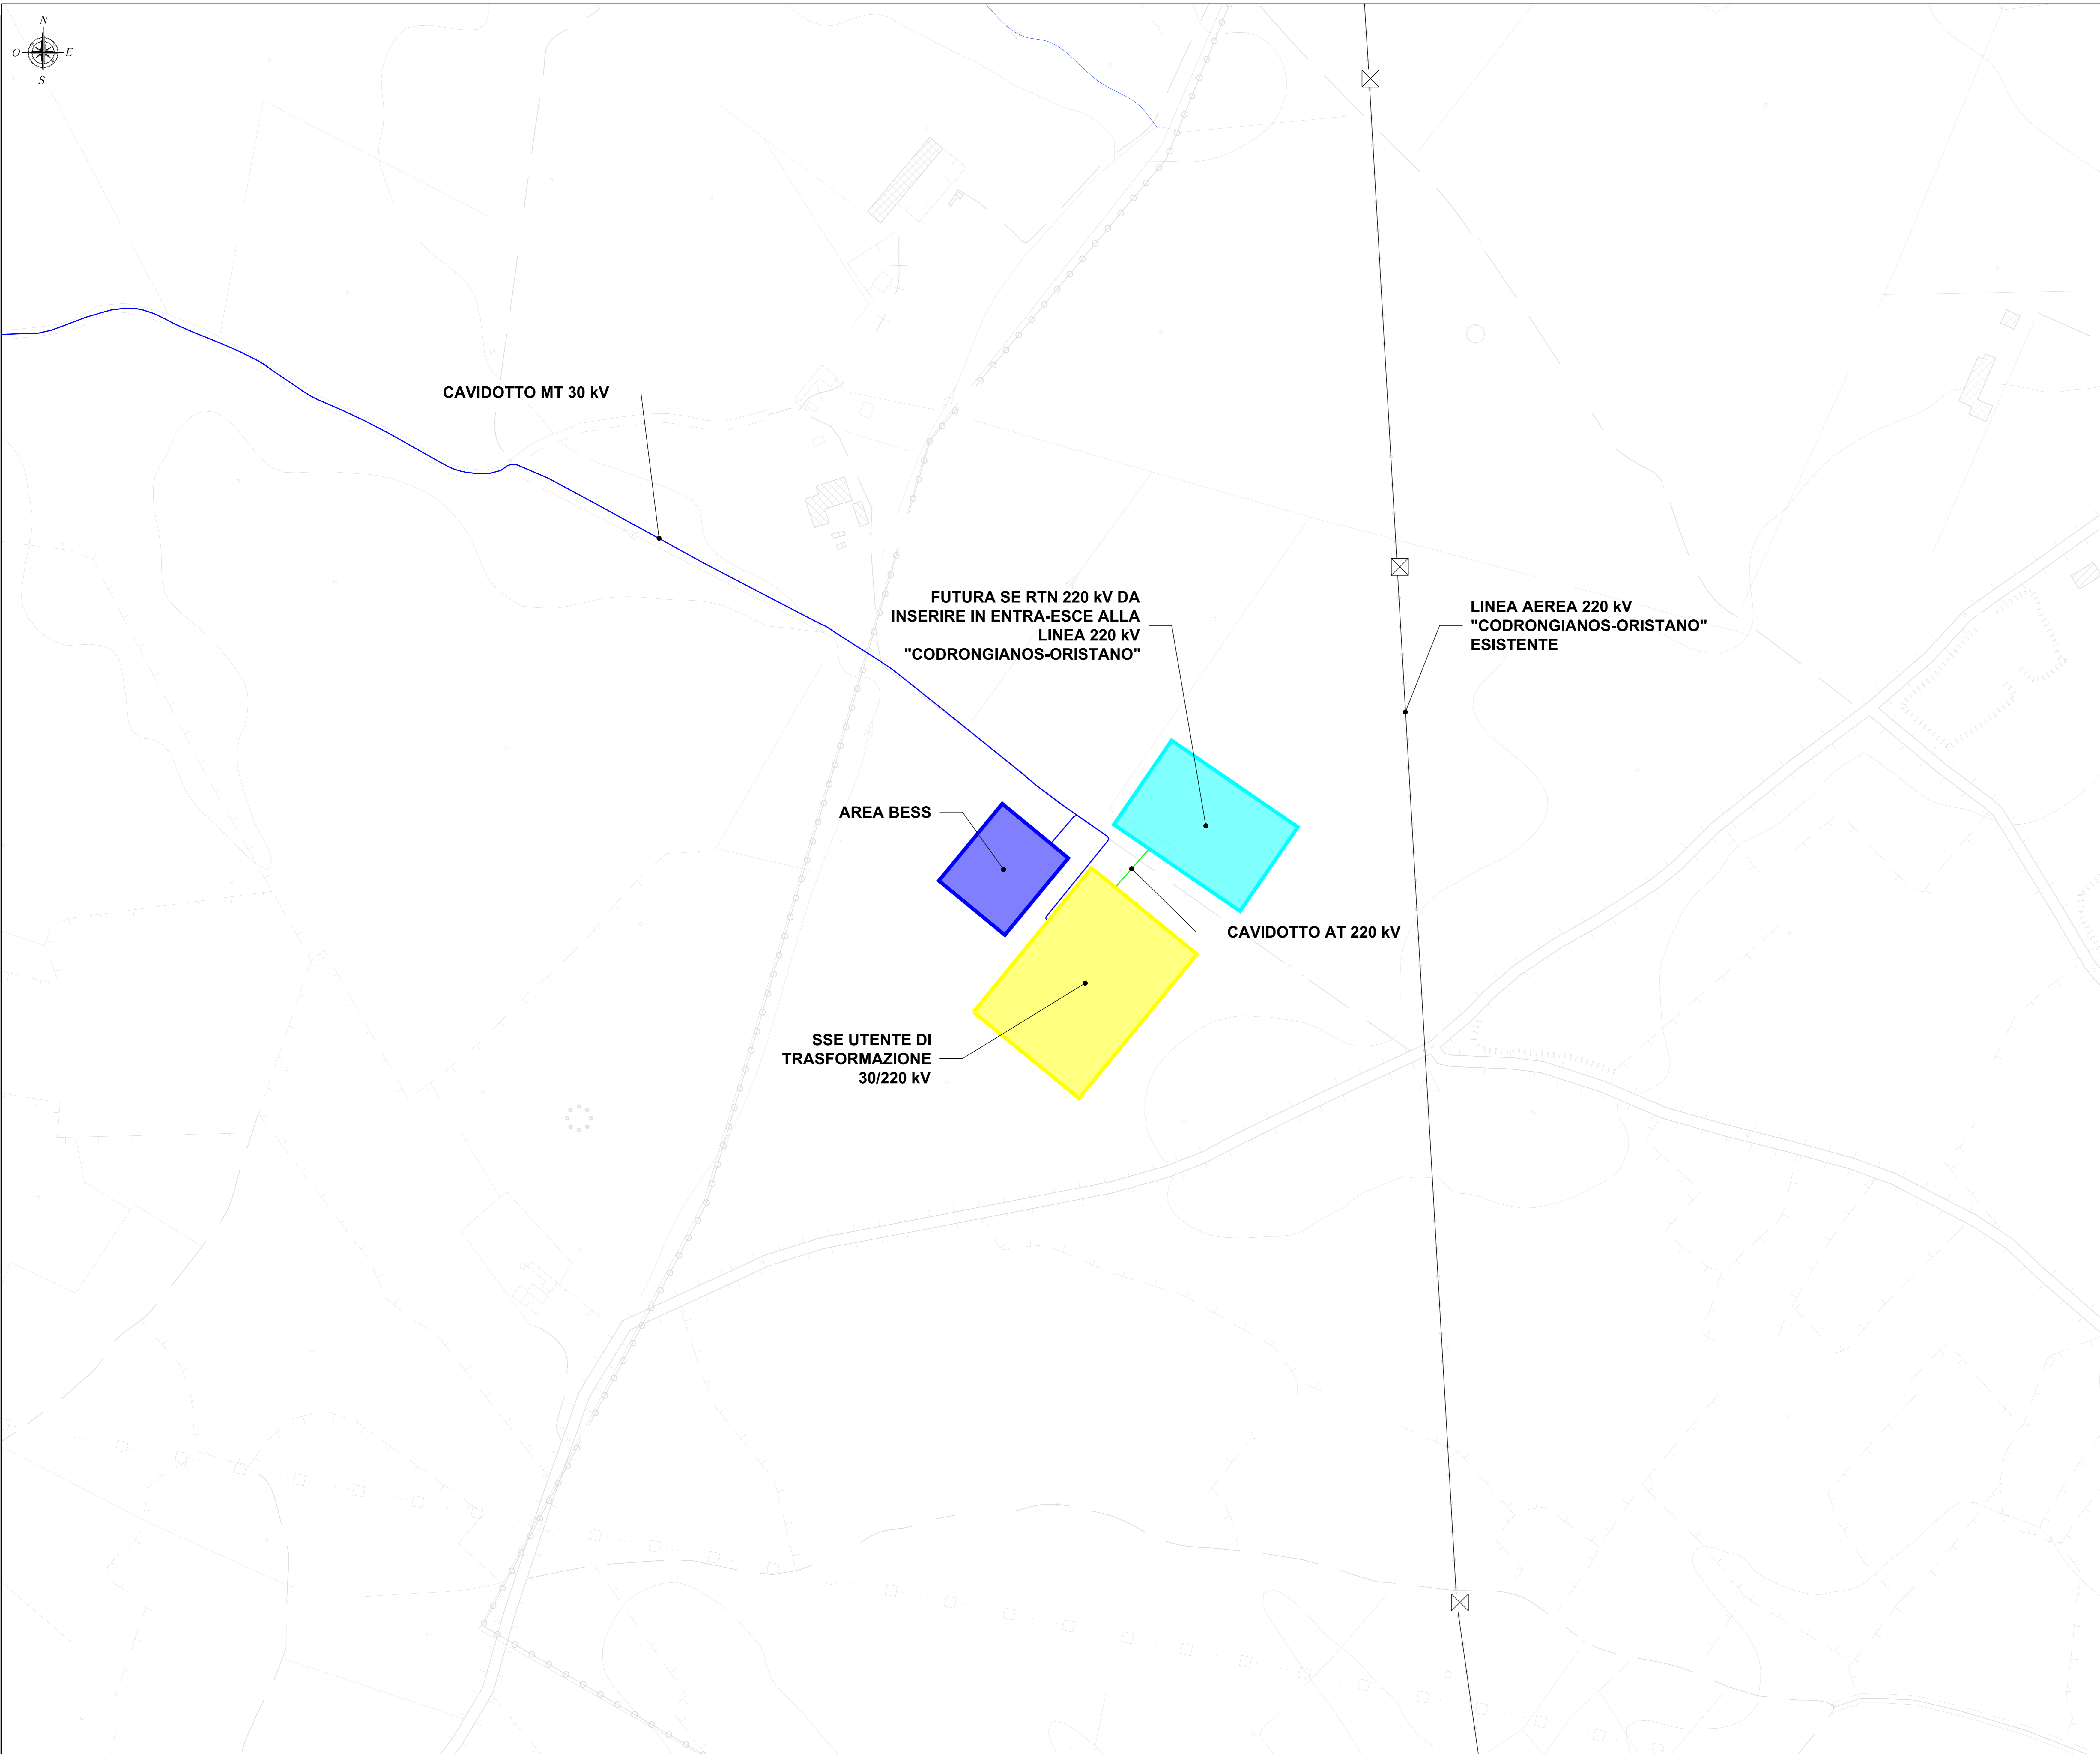 N
O
E
S
CAVIDOTTO MT 30 kV
FUTURA SE RTN 220 kV DA
INSERIRE IN ENTRA-ESCE ALLA
LINEA 220 kV
"CODRONGIANOS-ORISTANO"
LINEA AEREA 220 kV
"CODRONGIANOS-ORISTANO"
ESISTENTE
AREA BESS
CAVIDOTTO AT 220 kV
SSE UTENTE DI
TRASFORMAZIONE
30/220 kV